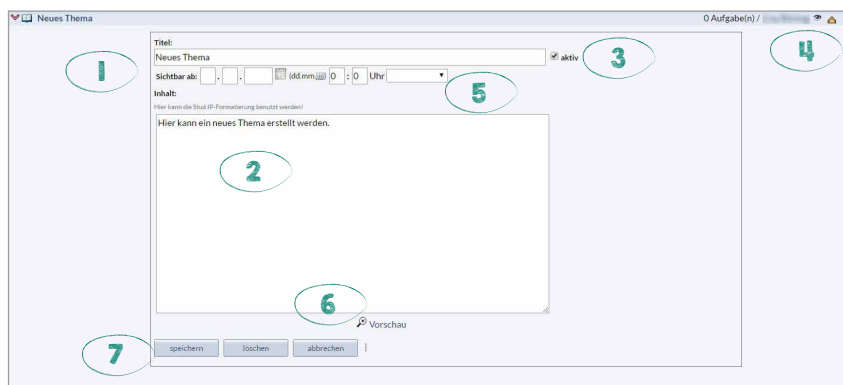 Neues Thema 0 Aufgabe(n) /
Titel:
Neues Thema aktiv
1 3 4
Sichtbar ab: . . (dd.mm.jjjj) 0 : 0 Uhr
5
Inhalt:
Hier kann die Stud.IP-Formatierung benutzt werden!
Hier kann ein neues Thema erstellt werden.
2
6
Vorschau
7 speichern löschen abbrechen |